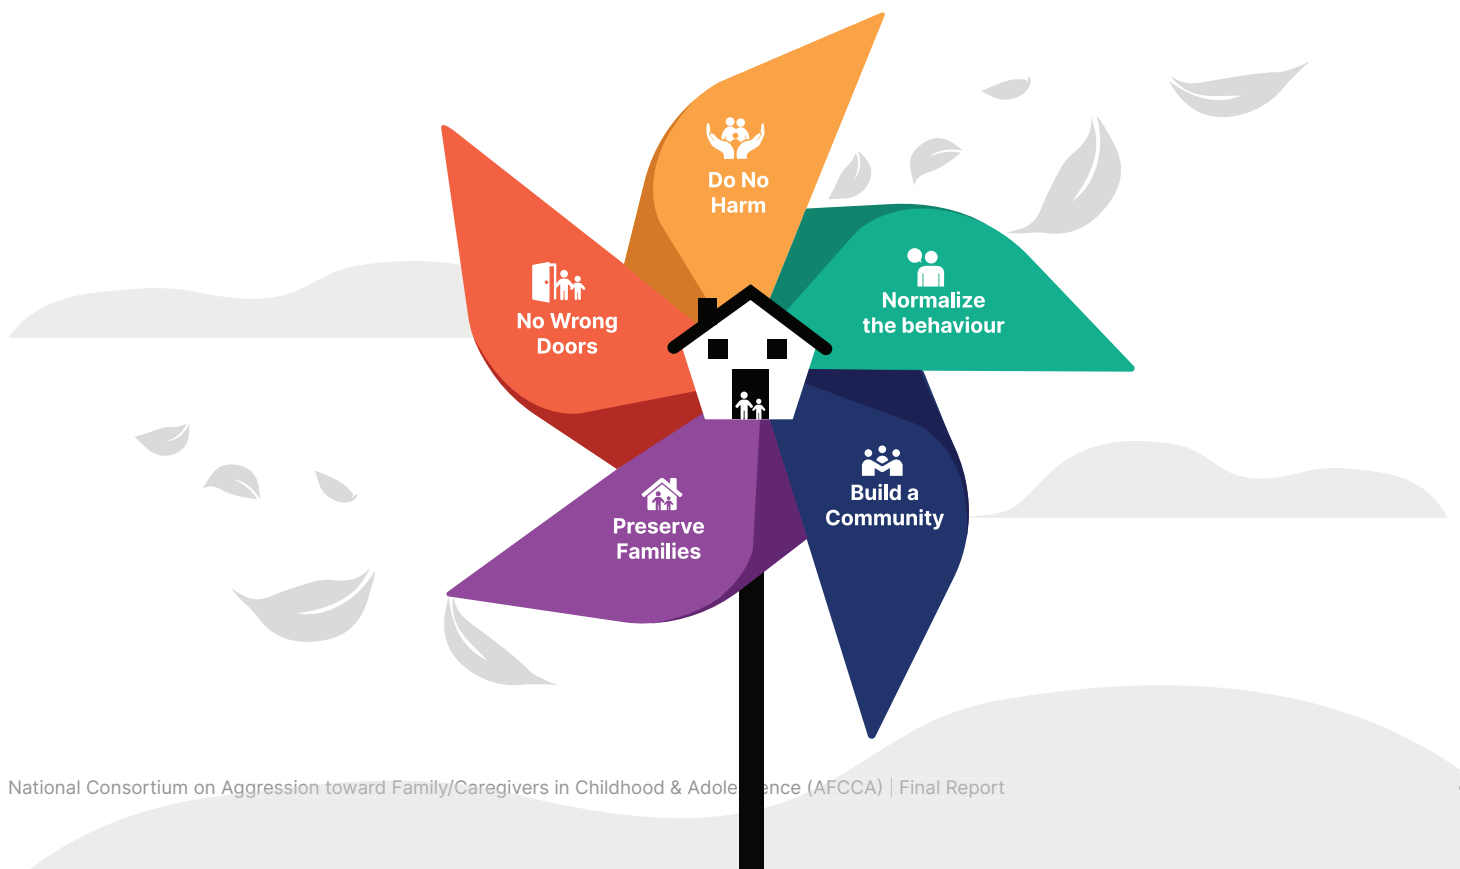 Do No
Harm
Normalize
the behaviour
No Wrong
Doors
Build a
Community
Preserve
Families
National Consortium on Aggression toward Family/Caregivers in Childhood & (AFCCA) | Final Report